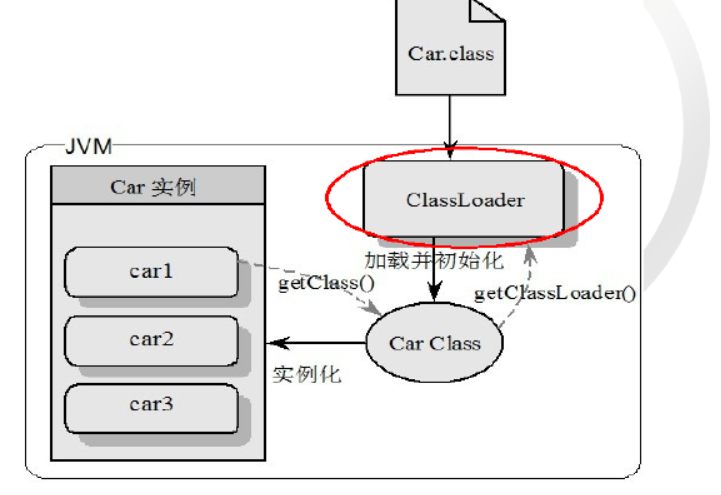 Car.class
JVM
Car 实例
ClassLoader
加载并初始化
car1
getClass()
getClassLoader()
car2
Car Class
实例化
car3